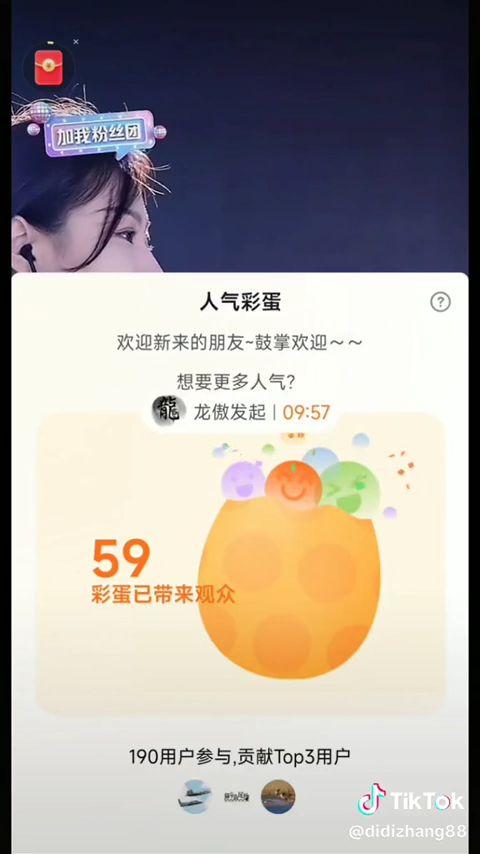 加我粉丝团
人气彩蛋
?
欢迎新来的朋友~鼓掌欢迎~~
想要更多人气?
龍 龙傲发起 | 09:57
59
彩蛋已带来观众
190用户参与,贡献Top3用户
TikTok
@didizhang88